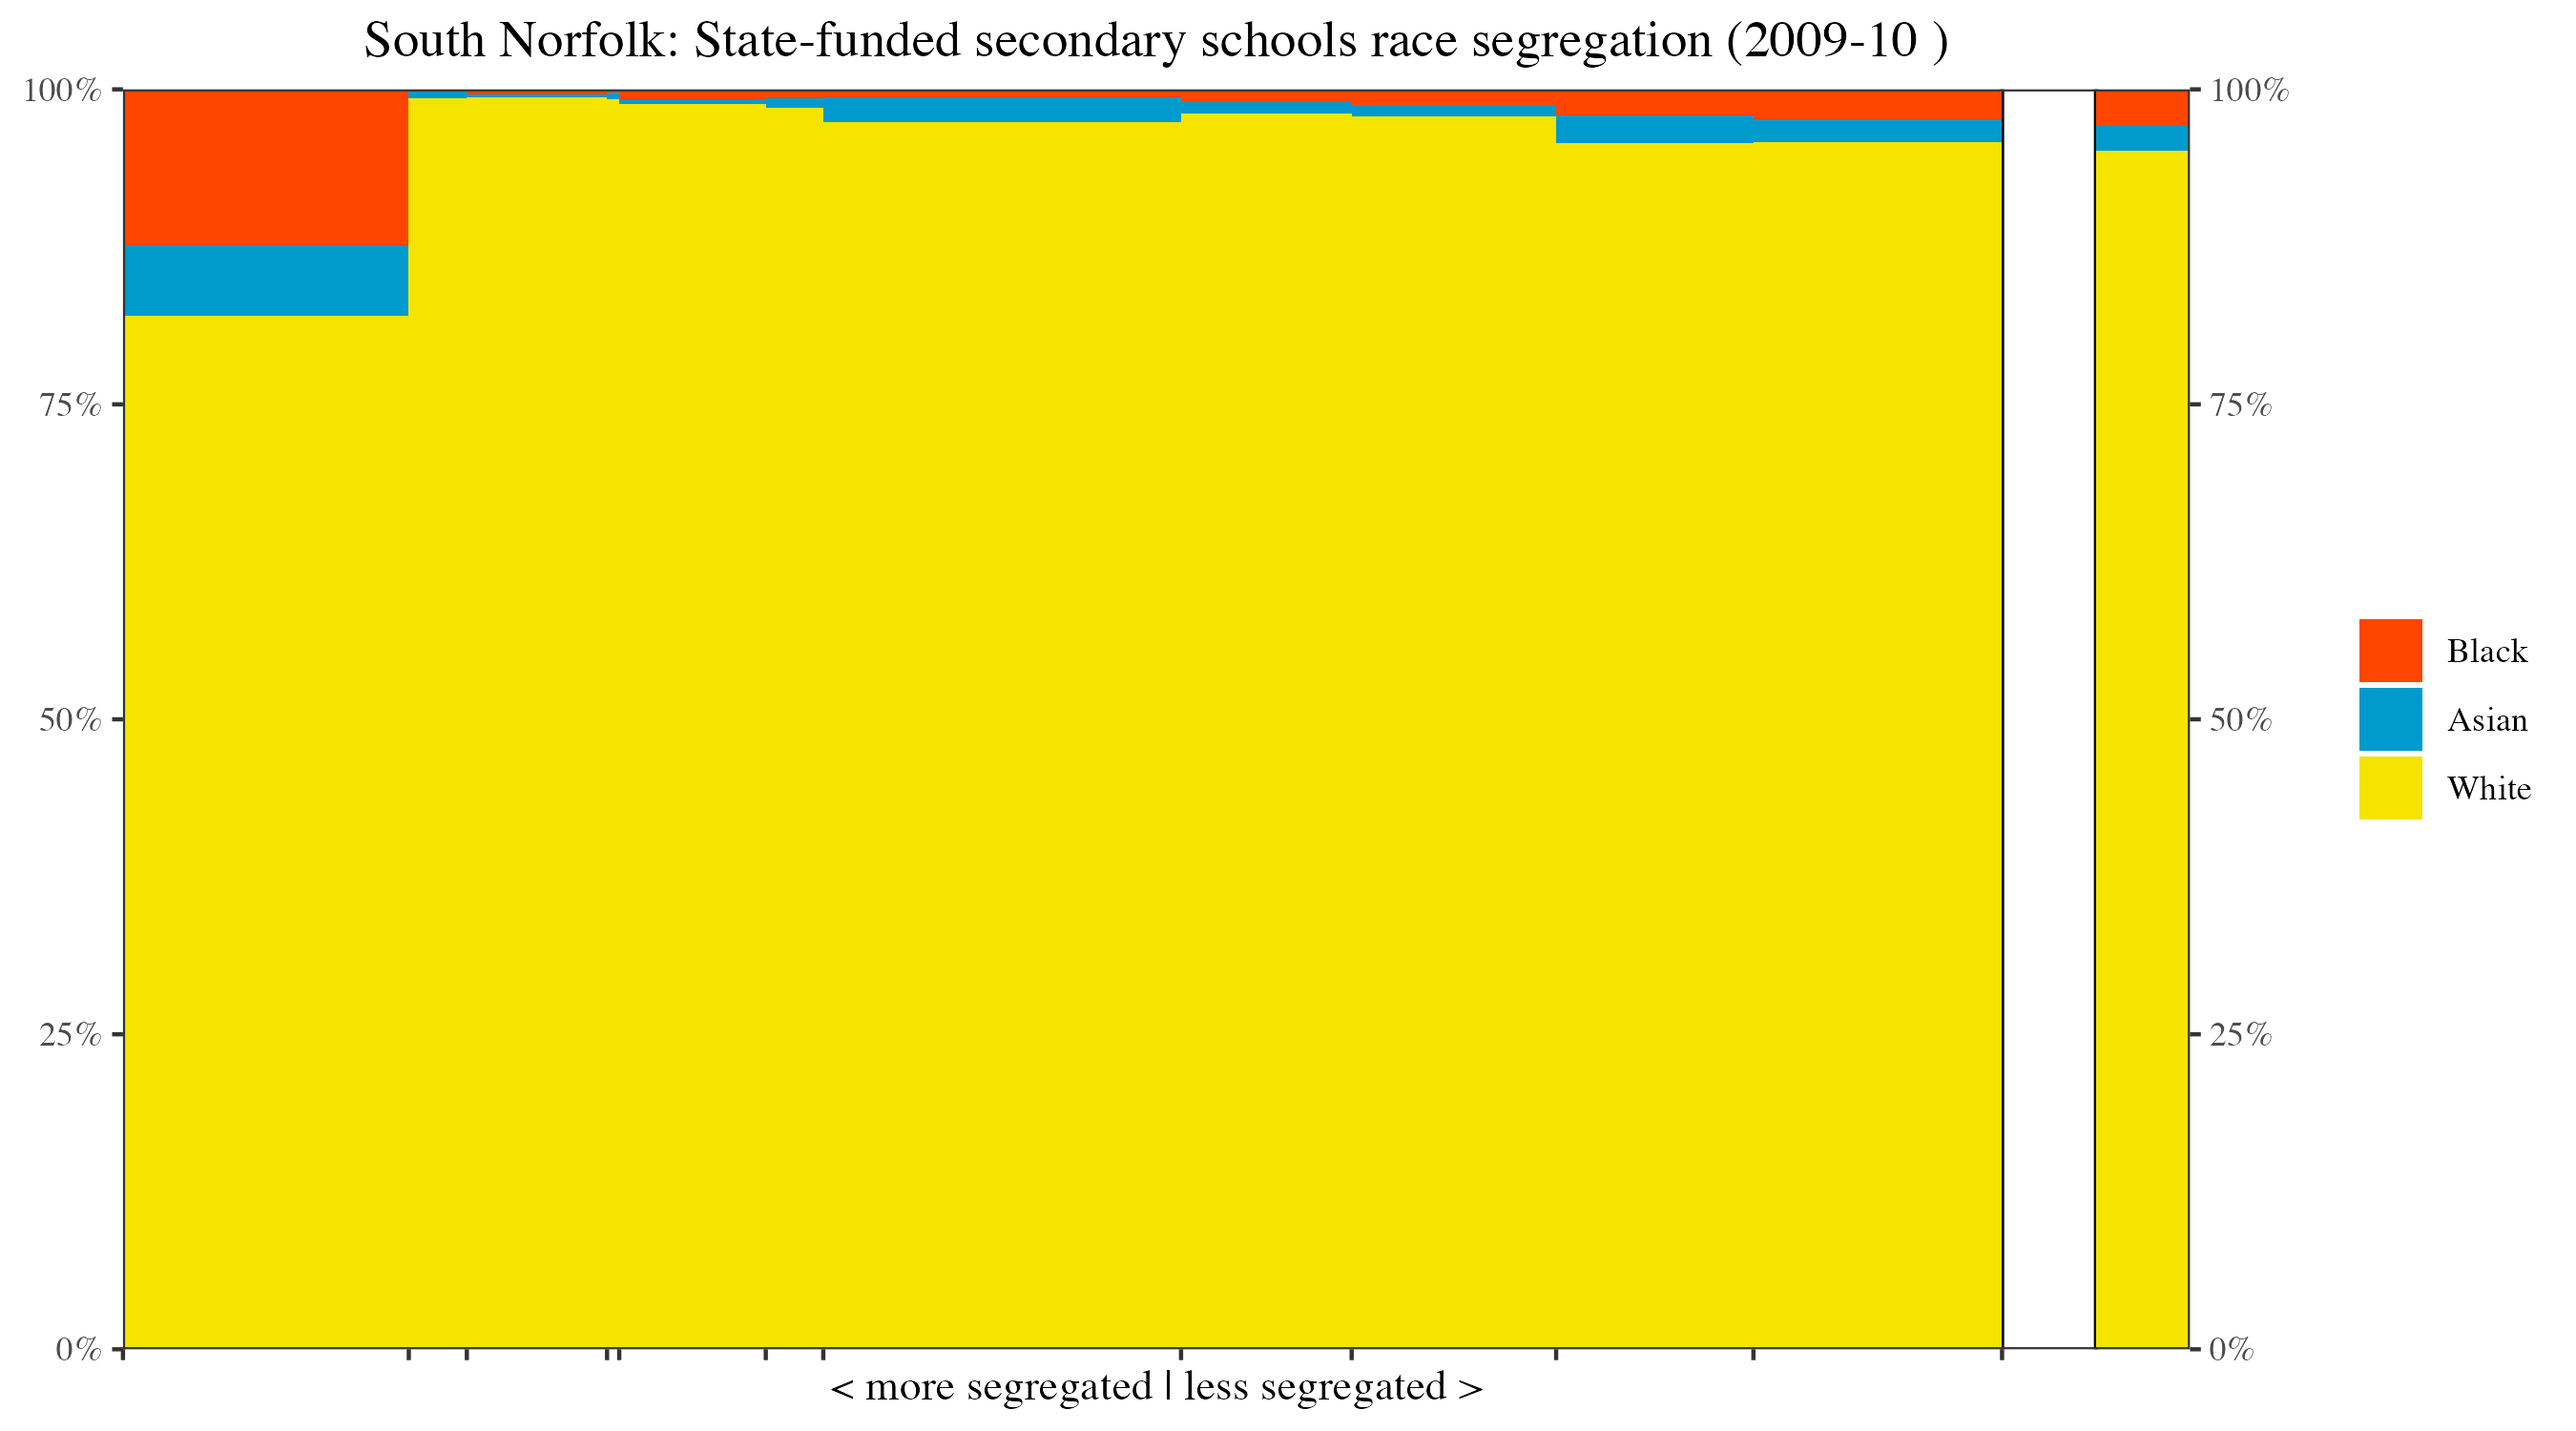 South Norfolk: State-funded secondary schools race segregation (2009-10 )
100%
75%
50%
25%
0%
100%
75%
50%
25%
0%
Black
Asian
White
< more segregated | less segregated >